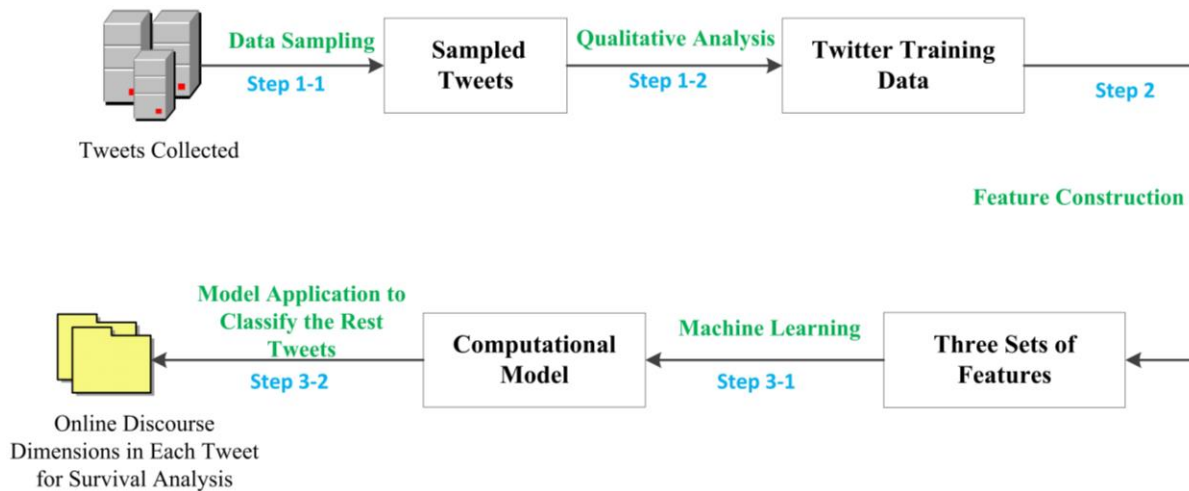 Data Sampling
Step 1-1
Sampled
Tweets
Qualitative Analysis
Step 1-2
Twitter Training
Data
Step 2
Tweets Collected
Feature Construction
Three Sets of
Features
Machine Learning
Step 3-1
Computational
Model
Model Application to
Classify the Rest
Tweets
Step 3-2
Online Discourse
Dimensions in Each Tweet
for Survival Analysis